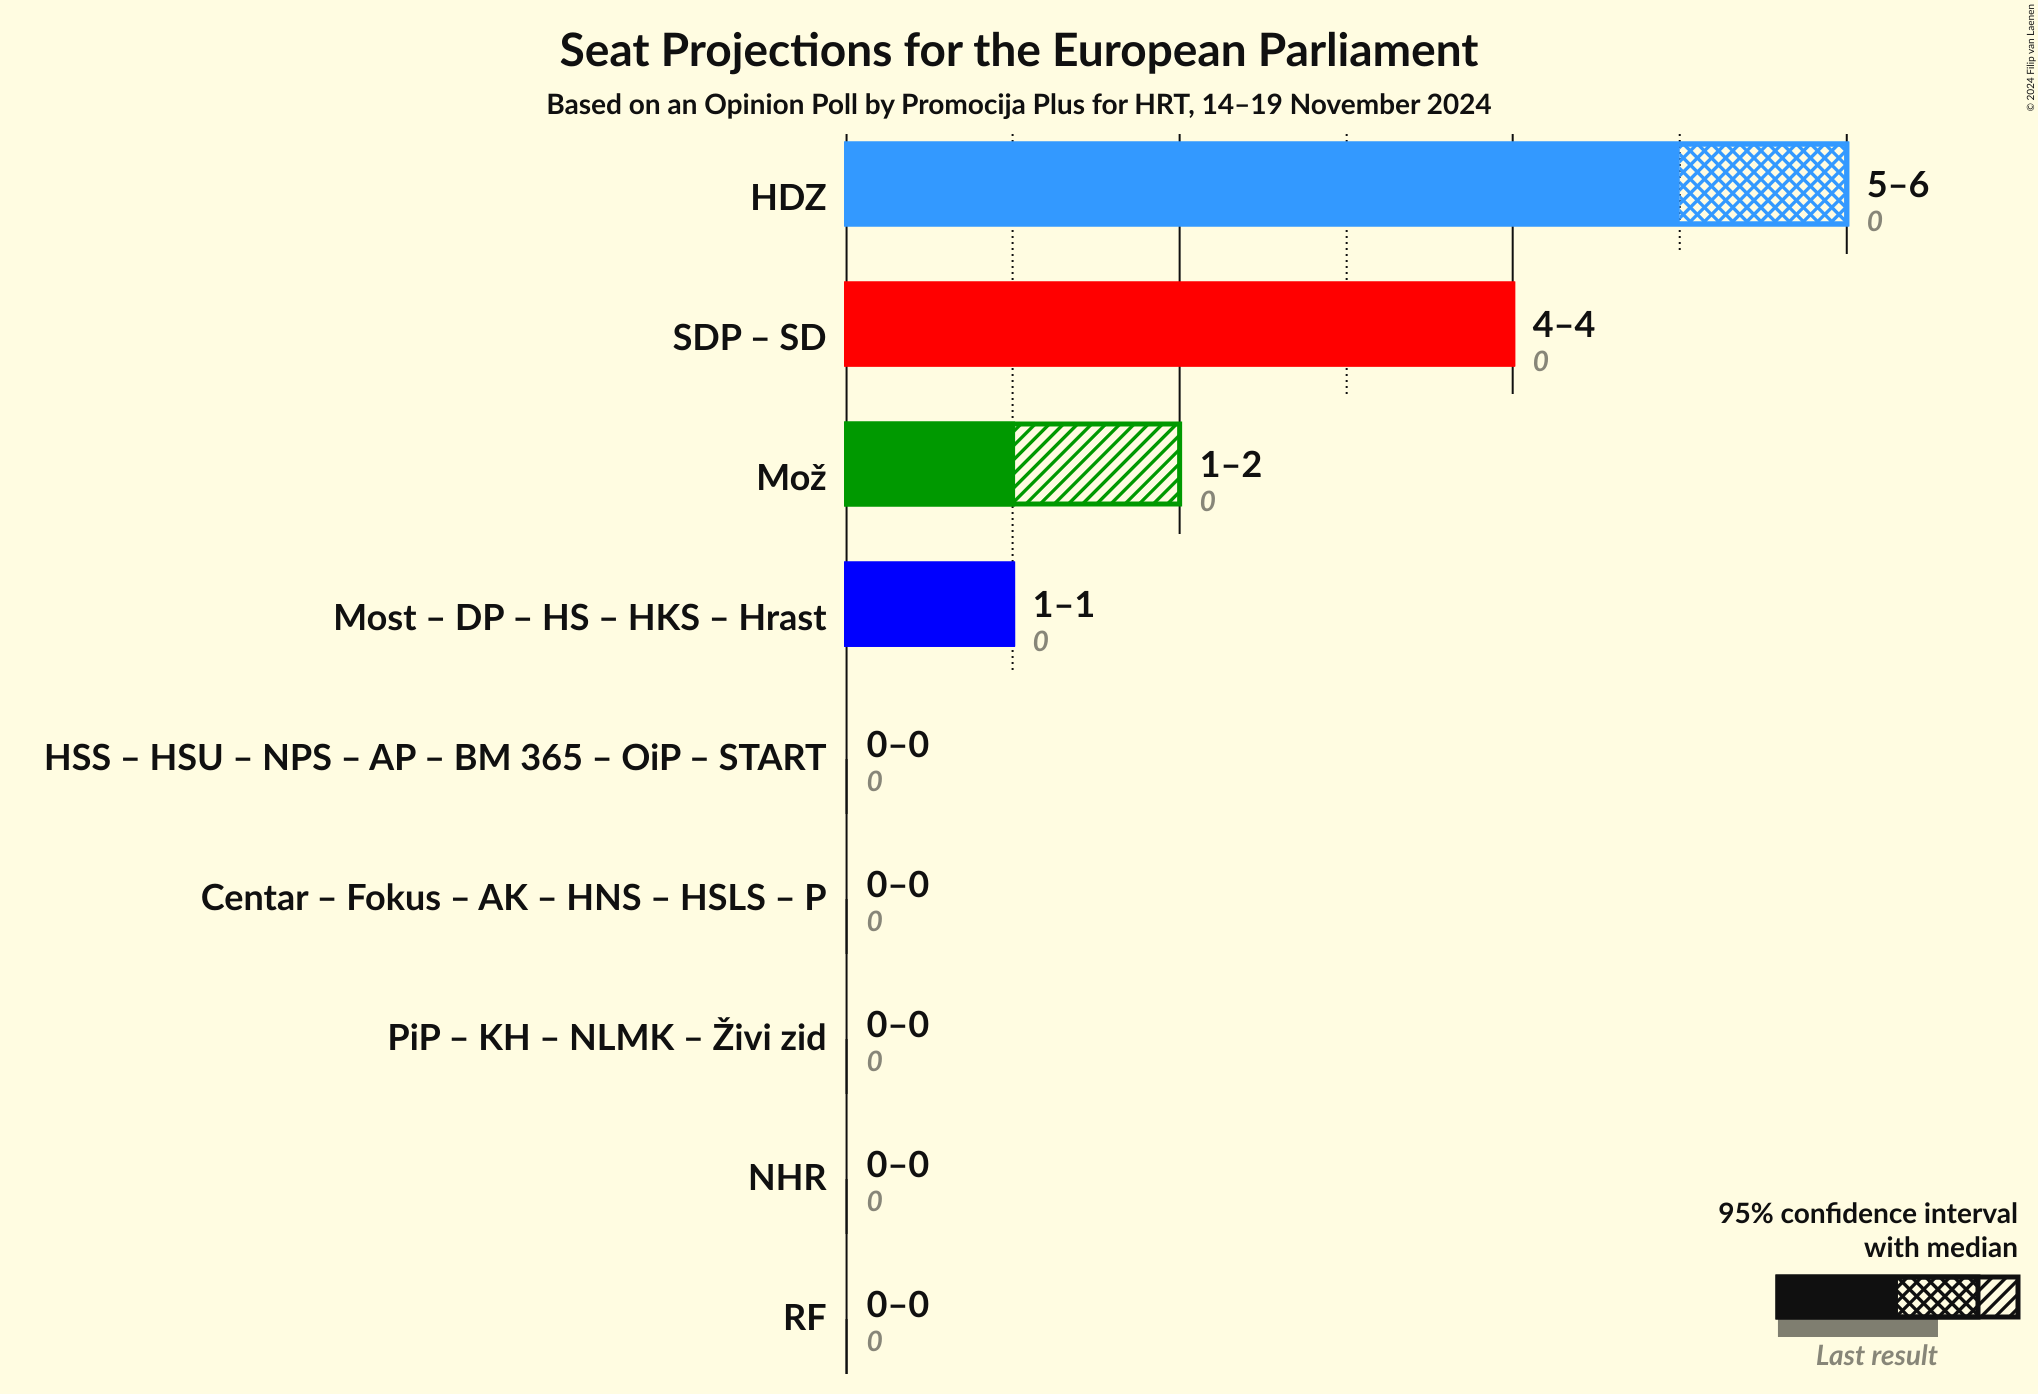 Seat Projections for the European Parliament
Based on an Opinion Poll by Promocija Plus for HRT, 14–19 November 2024
© 2024 Filip van Laenen
HDZ
5–6
0
SDP – SD
4–4
0
Mož
1–2
0
Most – DP – HS – HKS – Hrast
1–1
0
HSS – HSU – NPS – AP – BM 365 – OiP – START
0–0
0
Centar – Fokus – AK – HNS – HSLS – P
0–0
0
PiP – KH – NLMK – Živi zid
0–0
0
NHR
0–0
0
RF
0–0
0
95% confidence interval
with median
Last result